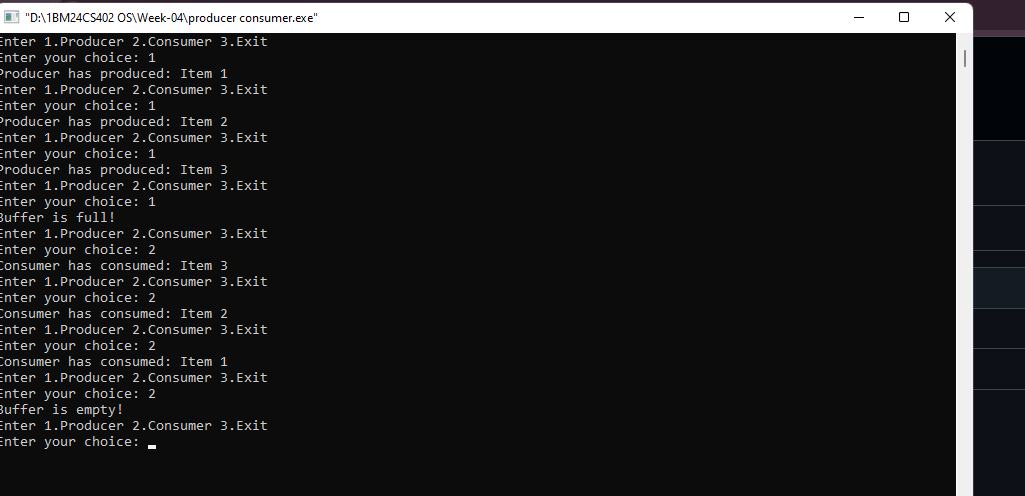 "D:\1BM24CS402 OS\Week-04\producer consumer.exe"
Enter 1.Producer 2.Consumer 3.Exit
Enter your choice: 1
Producer has produced: Item 1
Enter 1.Producer 2.Consumer 3.Exit
Enter your choice: 1
Producer has produced: Item 2
Enter 1.Producer 2.Consumer 3.Exit
Enter your choice: 1
Producer has produced: Item 3
Enter 1.Producer 2.Consumer 3.Exit
Enter your choice: 1
Buffer is full!
Enter 1.Producer 2.Consumer 3.Exit
Enter your choice: 2
Consumer has consumed: Item 3
Enter 1.Producer 2.Consumer 3.Exit
Enter your choice: 2
Consumer has consumed: Item 2
Enter 1.Producer 2.Consumer 3.Exit
Enter your choice: 2
Consumer has consumed: Item 1
Enter 1.Producer 2.Consumer 3.Exit
Enter your choice: 2
Buffer is empty!
Enter 1.Producer 2.Consumer 3.Exit
Enter your choice: